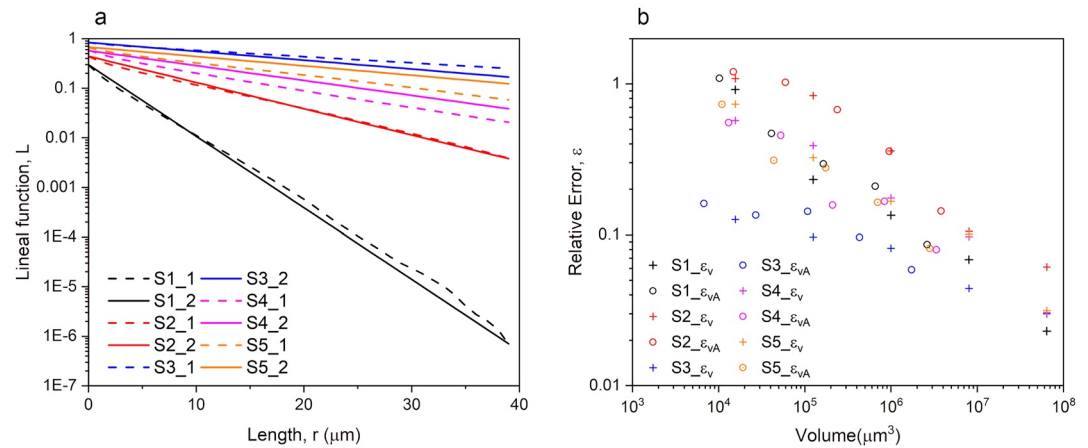 a
Lineal function, L
1
0.1
0.01
0.001
1E-4
1E-5
1E-6
1E-7
0
10
20
30
40
Length, r (μm)
S1_1
S1_2
S2_1
S2_2
S3_1
S3_2
S4_1
S4_2
S5_1
S5_2
b
Relative Error, ε
1
0.1
0.01
10³
10⁴
10⁵
10⁶
10⁷
10⁸
Volume(μm³)
S1_εᵥ
S1_εᵥA
S2_εᵥ
S2_εᵥA
S3_εᵥ
S3_εᵥA
S4_εᵥ
S4_εᵥA
S5_εᵥ
S5_εᵥA